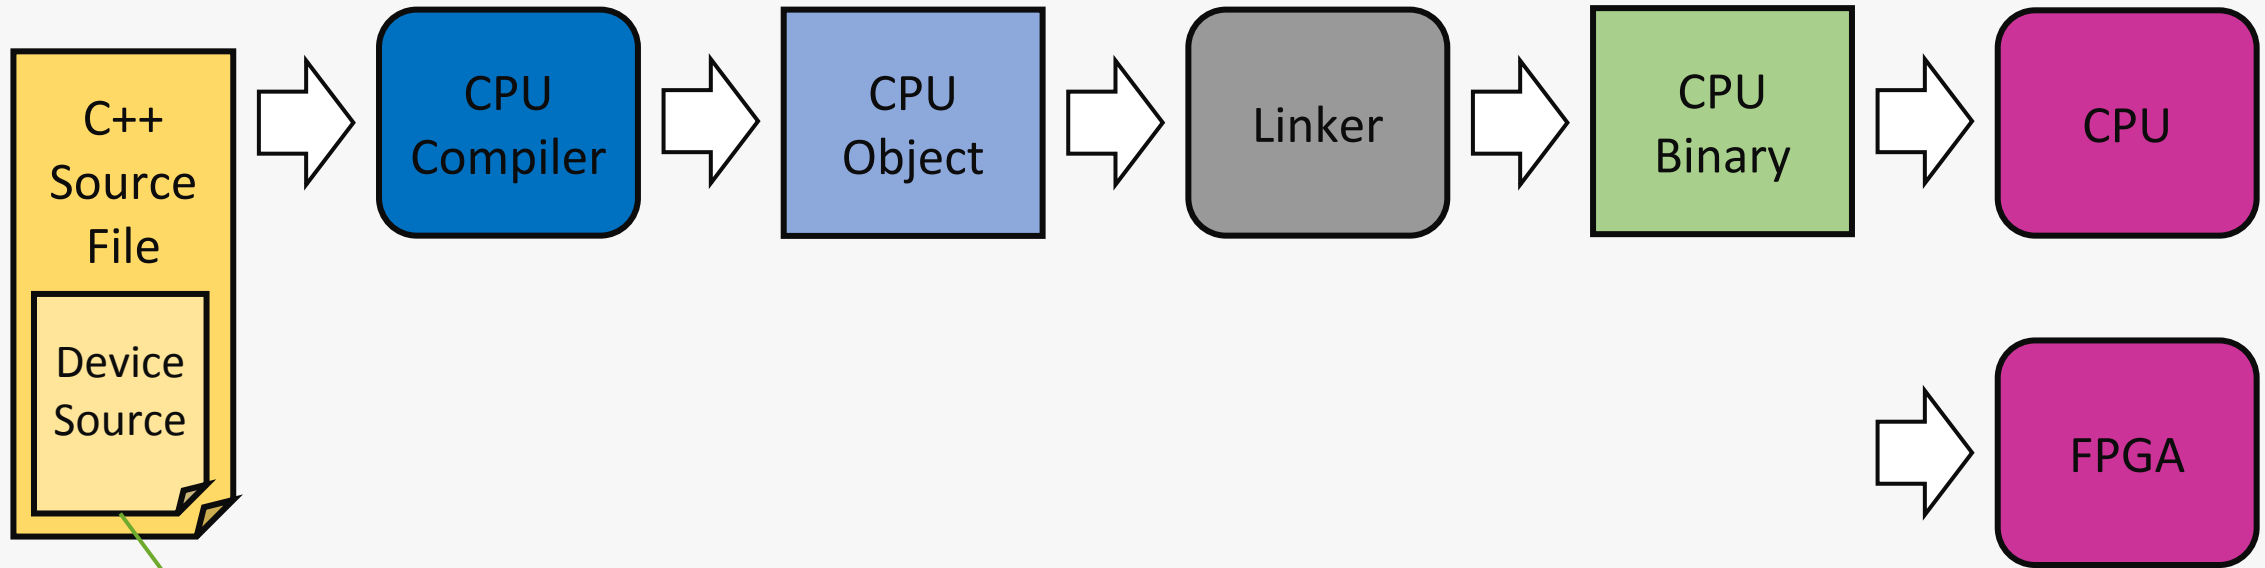 C++
Source
File
Device
Source
CPU
Compiler
CPU
Object
Linker
CPU
Binary
CPU
FPGA